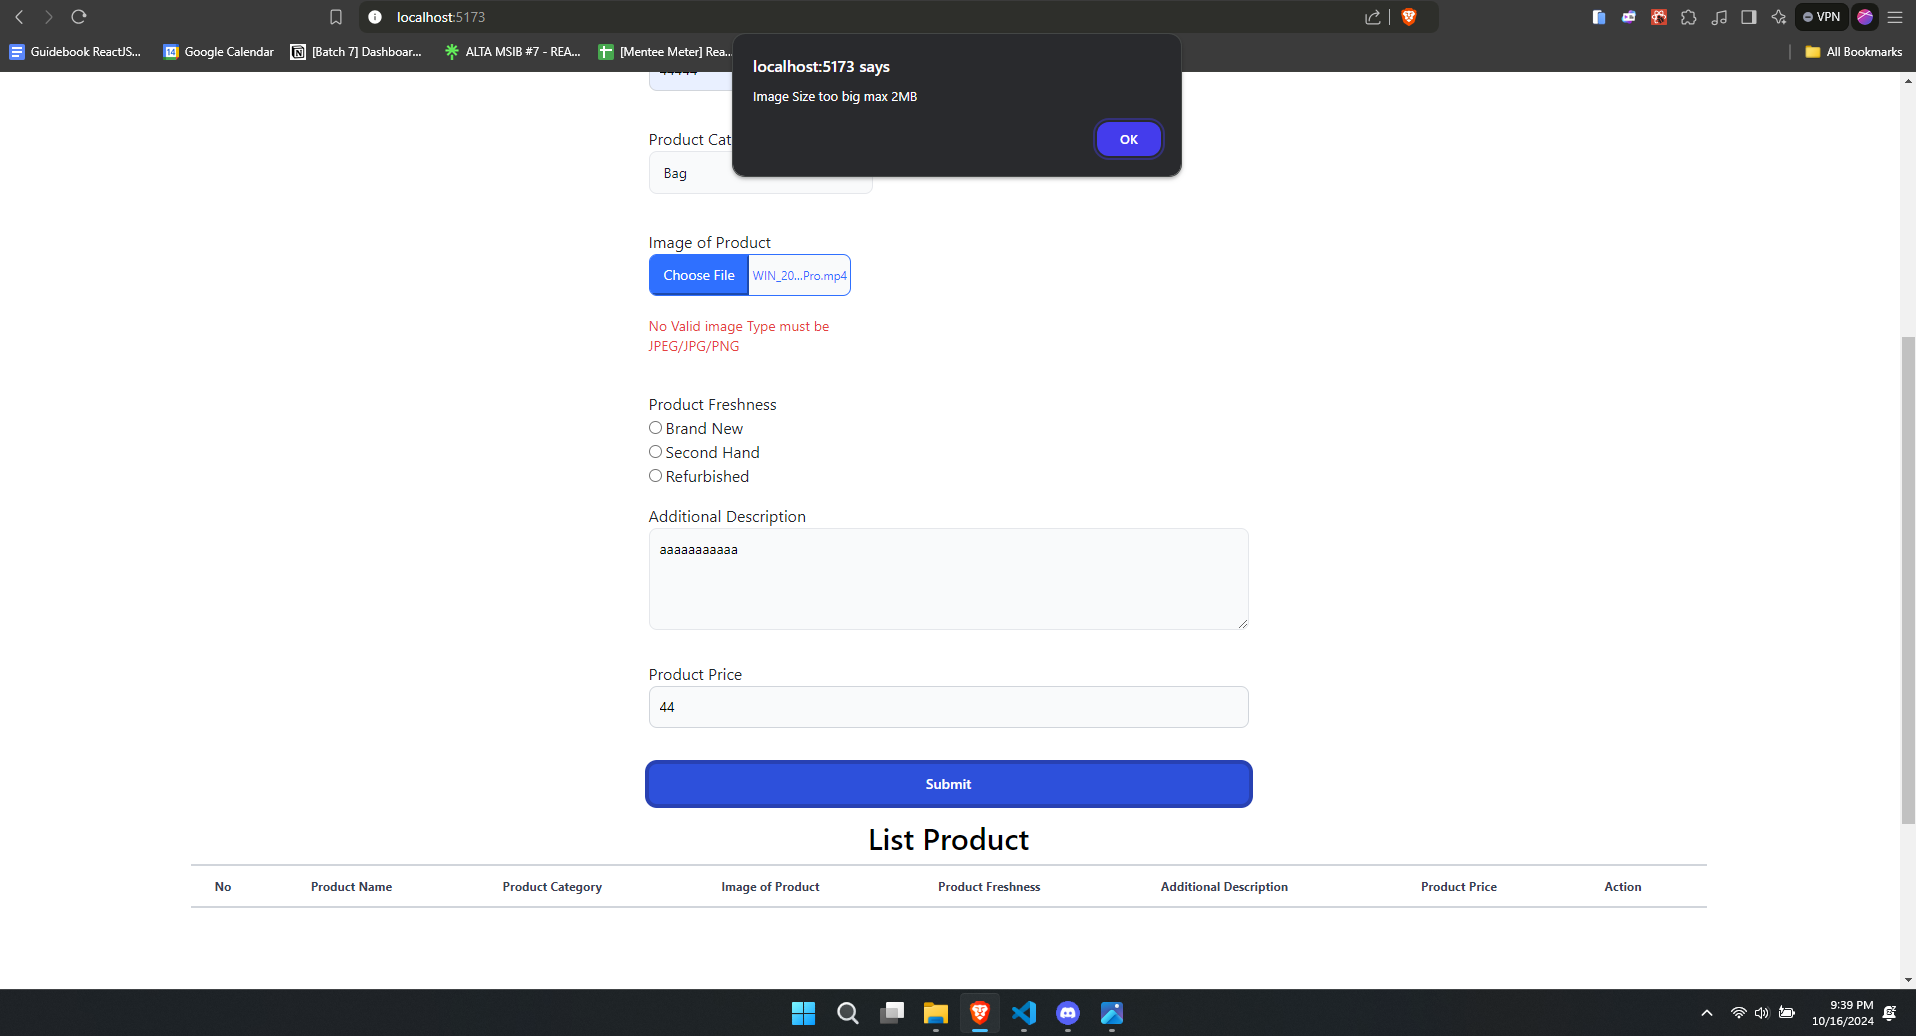 localhost:5173
VPN
Guidebook ReactJS...
Google Calendar
[Batch 7] Dashboar...
ALTA MSIB #7 - REA...
[Mentee Meter] Rea...
All Bookmarks
localhost:5173 says
Image Size too big max 2MB
OK
44444
Product Cat
Bag
Image of Product
Choose File
WIN_20...Pro.mp4
No Valid image Type must be
JPEG/JPG/PNG
Product Freshness
Brand New
Second Hand
Refurbished
Additional Description
aaaaaaaaaaa
Product Price
44
Submit
List Product
No Product Name Product Category Image of Product Product Freshness Additional Description Product Price Action
9:39 PM
10/16/2024